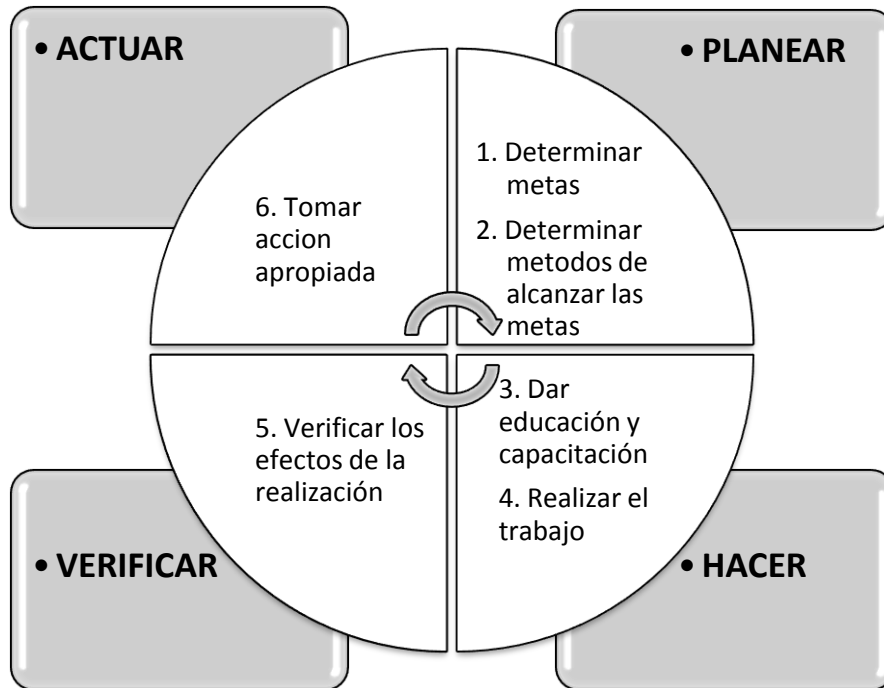 • ACTUAR
• PLANEAR
1. Determinar
metas
2. Determinar
metodos de
alcanzar las
metas
6. Tomar
accion
apropiada
5. Verificar los
efectos de la
realización
3. Dar
educación y
capacitación
4. Realizar el
trabajo
• VERIFICAR
• HACER